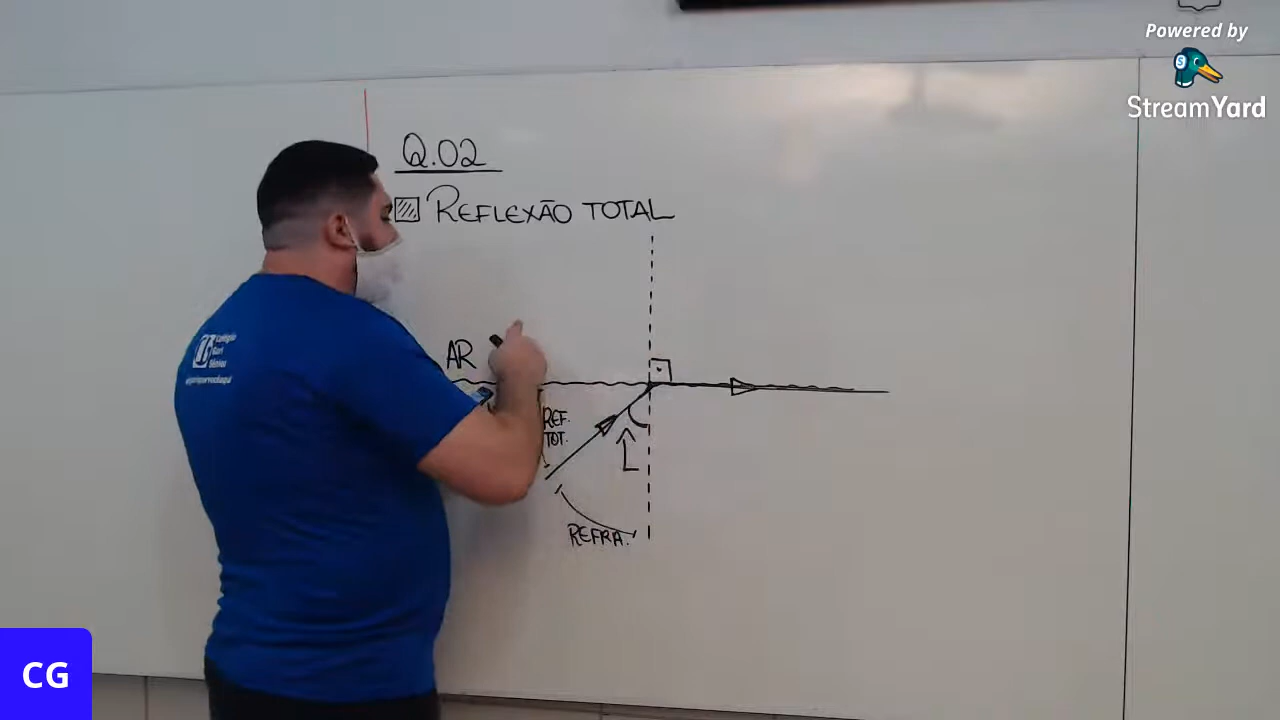 Powered by
StreamYard
Q.02
REFLEXÃO TOTAL
AR
REF.
TOT.
L
REFRA.
CG